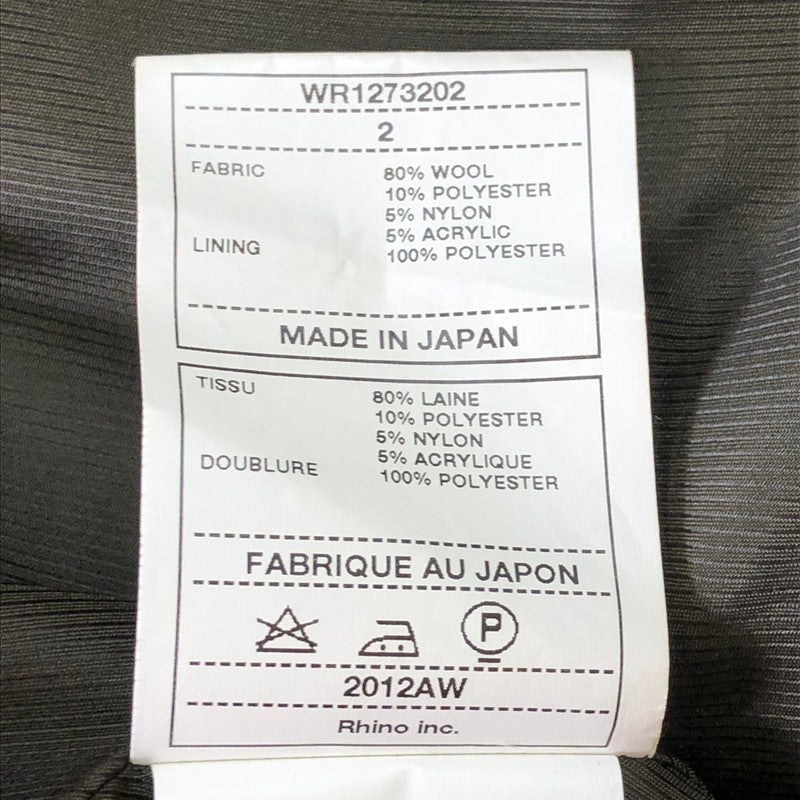 WR1273202
2
FABRIC 80% WOOL
10% POLYESTER
5% NYLON
5% ACRYLIC
LINING 100% POLYESTER
MADE IN JAPAN
TISSU 80% LAINE
10% POLYESTER
5% NYLON
5% ACRYLIQUE
DOUBLURE 100% POLYESTER
FABRIQUE AU JAPON
P
2012AW
Rhino inc.